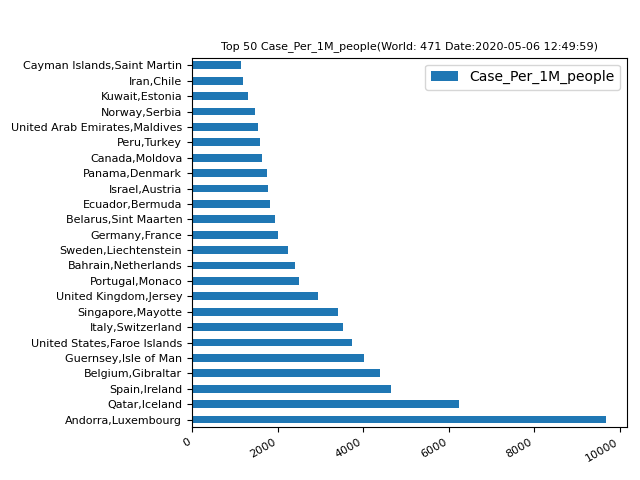 Top 50 Case_Per_1M_people(World: 471 Date:2020-05-06 12:49:59)
Case_Per_1M_people
Cayman Islands,Saint Martin
Iran,Chile
Kuwait,Estonia
Norway,Serbia
United Arab Emirates,Maldives
Peru,Turkey
Canada,Moldova
Panama,Denmark
Israel,Austria
Ecuador,Bermuda
Belarus,Sint Maarten
Germany,France
Sweden,Liechtenstein
Bahrain,Netherlands
Portugal,Monaco
United Kingdom,Jersey
Singapore,Mayotte
Italy,Switzerland
United States,Faroe Islands
Guernsey,Isle of Man
Belgium,Gibraltar
Spain,Ireland
Qatar,Iceland
Andorra,Luxembourg
0
2000
4000
6000
8000
10000